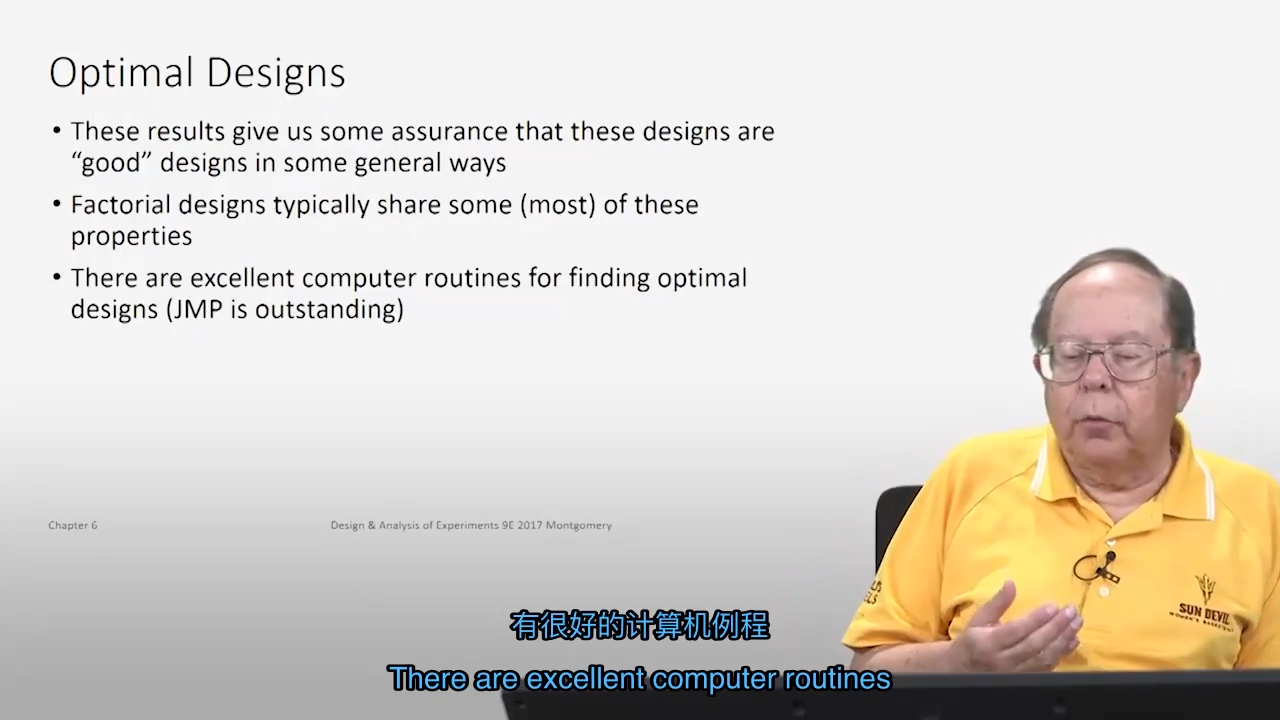 Optimal Designs
• These results give us some assurance that these designs are
“good” designs in some general ways
• Factorial designs typically share some (most) of these
properties
• There are excellent computer routines for finding optimal
designs (JMP is outstanding)
Chapter 6
Design & Analysis of Experiments 9E 2017 Montgomery
SUN DEVIL
有很好的计算机例程
There are excellent computer routines